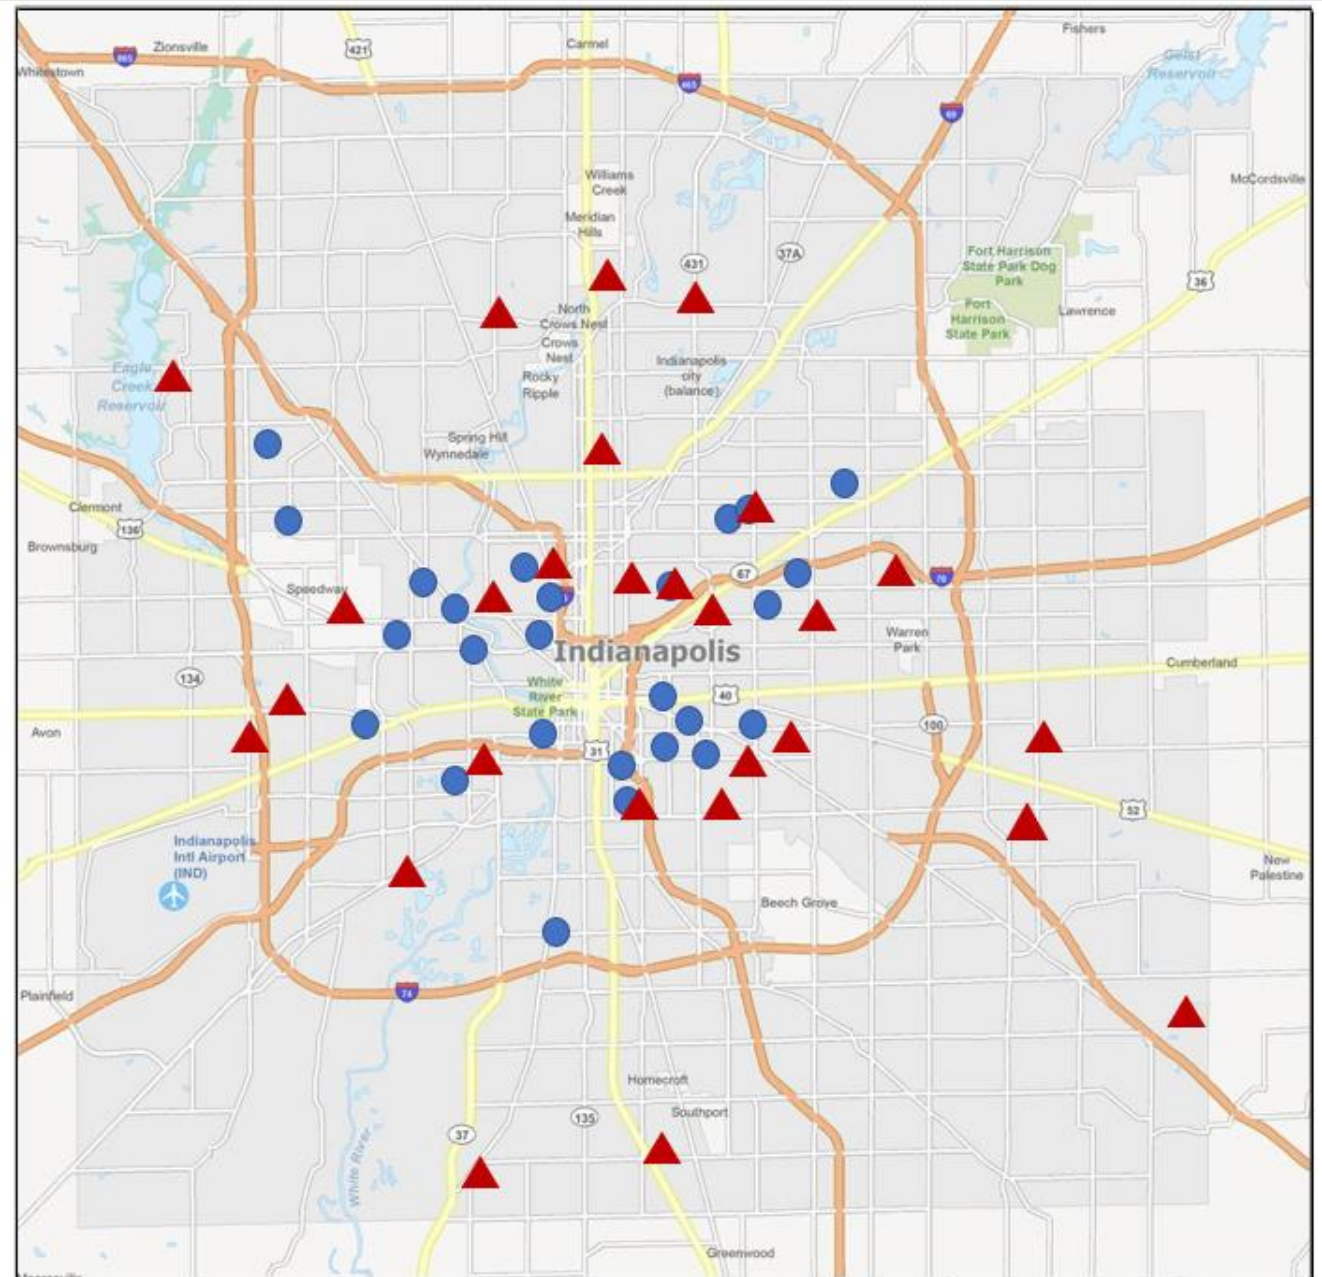 Fishers
Zionsville
421
Carmel
465
Whitestown
Geist
Reservoir
465
69
Williams
Creek
McCordsville
Meridian
Hills
431
37A
Fort Harrison
State Park Dog
Park
36
North
Crows Nest
Fort
Harrison
State Park
Lawrence
Crows
Nest
Eagle
Creek
Reservoir
Rocky
Ripple
Indianapolis
city
(balance)
Spring Hill
Wynnedale
Clermont
136
Brownsburg
67
70
Speedway
Warren
Park
Indianapolis
Cumberland
134
White
River
State Park
40
Avon
100
31
52
Indianapolis
Intl Airport
(IND)
New
Palestine
Beech Grove
Plainfield
74
Homecroft
Southport
135
37
White River
Greenwood